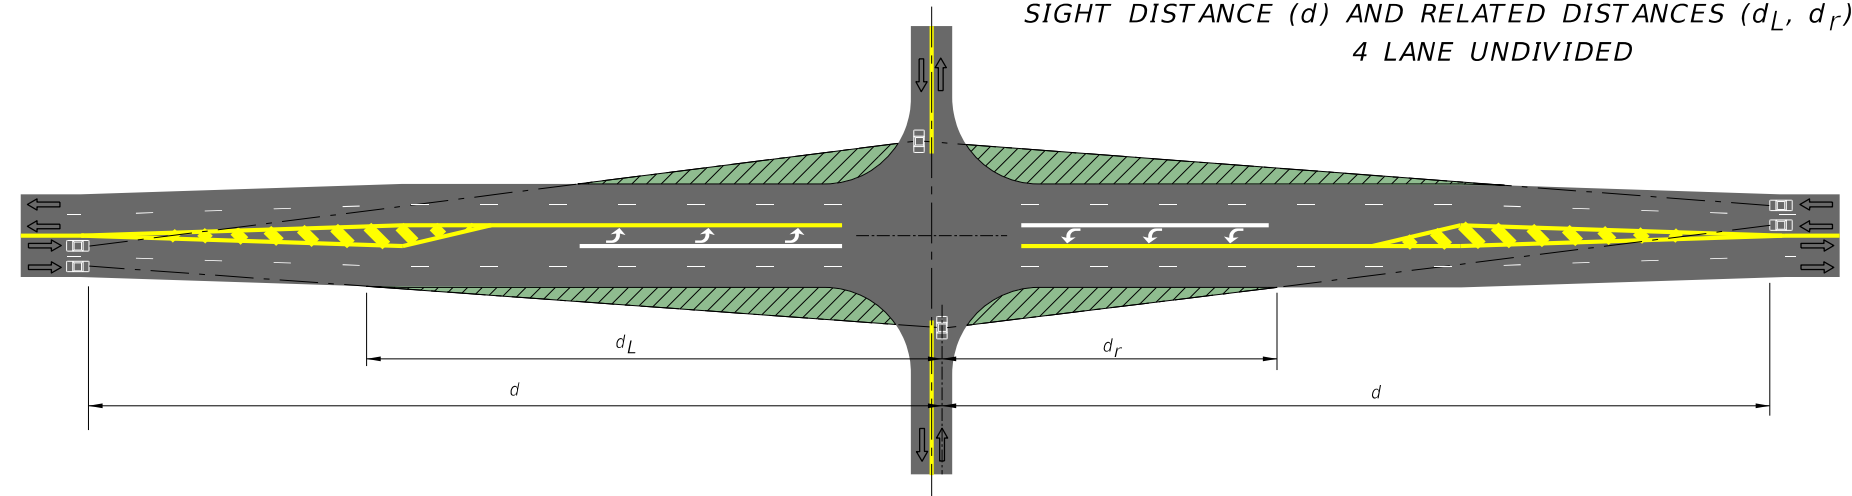 SIGHT DISTANCE (d) AND RELATED DISTANCES (dL, dr)
4 LANE UNDIVIDED
dL
dr
d
d